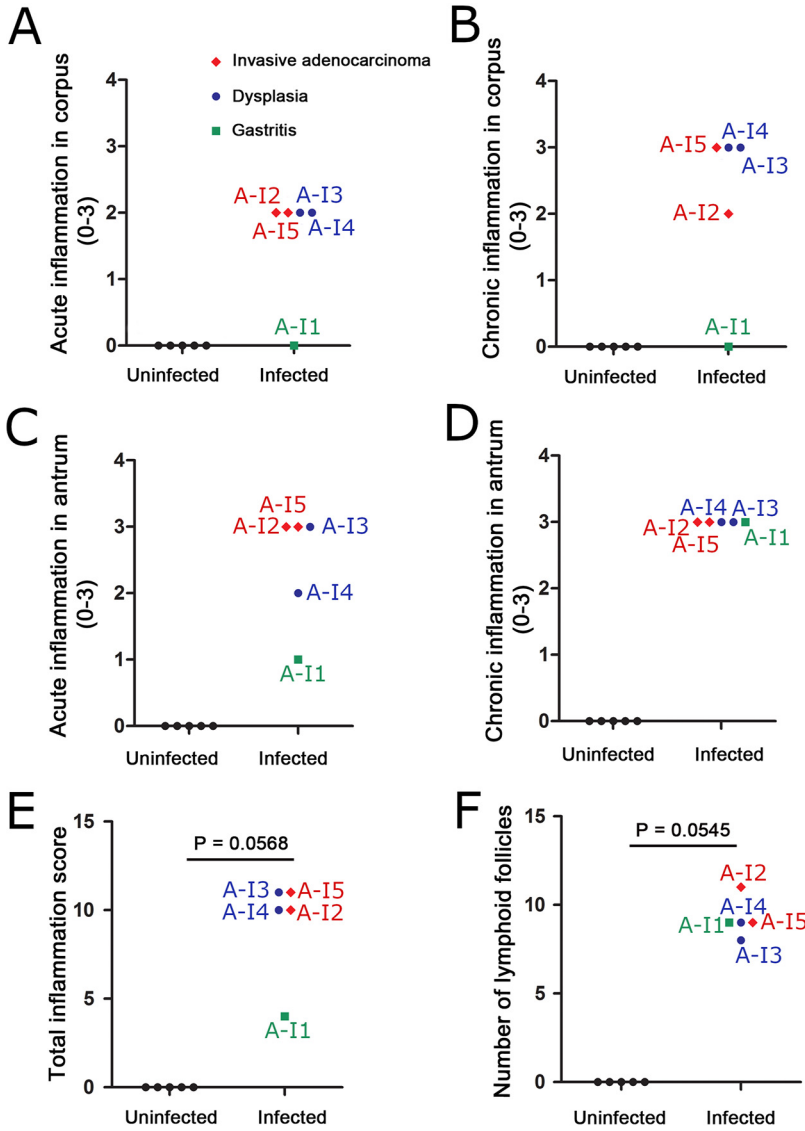 A
Acute inflammation in corpus
(0-3)
4
3
2
1
0
Invasive adenocarcinoma
Dysplasia
Gastritis
A-I2
A-I3
A-I5
A-I4
A-I1
Uninfected
Infected
B
Chronic inflammation in corpus
(0-3)
4
3
2
1
0
A-I4
A-I5
A-I3
A-I2
A-I1
Uninfected
Infected
C
Acute inflammation in antrum
(0-3)
4
3
2
1
0
A-I5
A-I2
A-I3
A-I4
A-I1
Uninfected
Infected
D
Chronic inflammation in antrum
(0-3)
4
3
2
1
0
A-I4
A-I3
A-I2
A-I1
A-I5
Uninfected
Infected
E
Total inflammation score
15
10
5
0
P = 0.0568
A-I3
A-I5
A-I4
A-I2
A-I1
Uninfected
Infected
F
Number of lymphoid follicles
15
10
5
0
P = 0.0545
A-I2
A-I4
A-I1
A-I5
A-I3
Uninfected
Infected